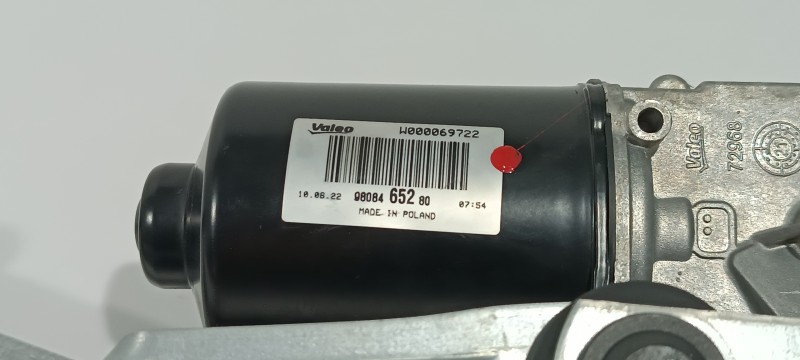 Valeo W000069722
10.08.22 98084 652 80 07:54
MADE IN POLAND
Valeo
72968